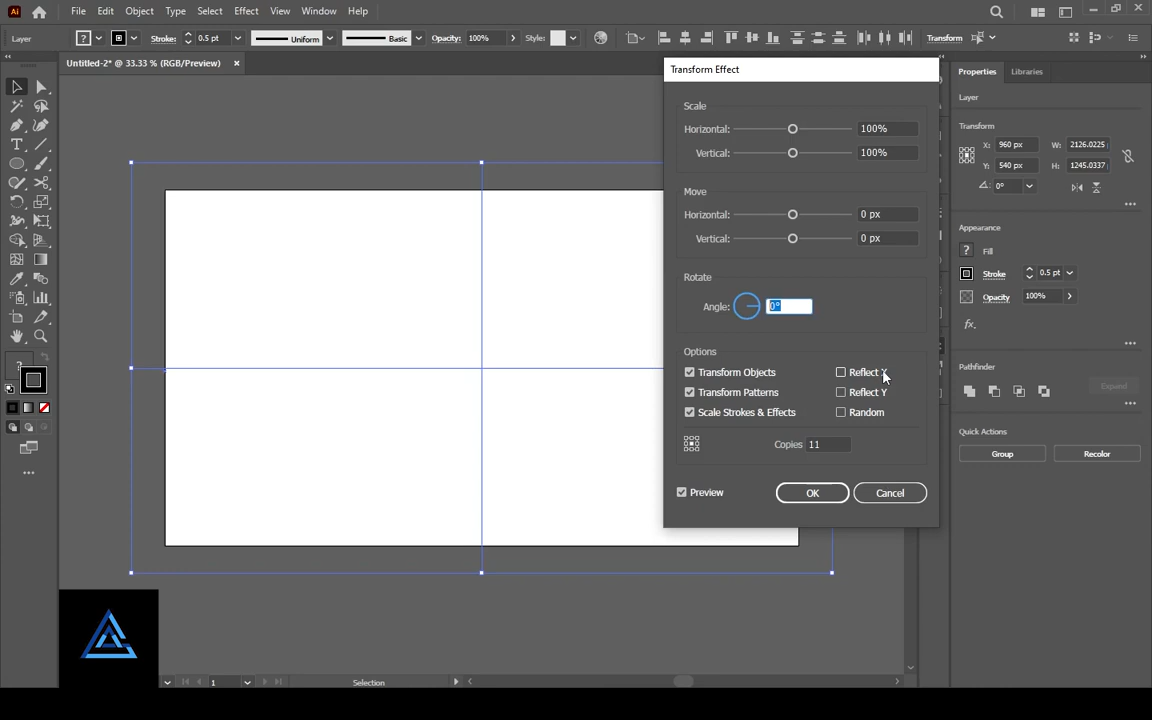 Ai File Edit Object Type Select Effect View Window Help
Layer ? Stroke: 0.5 pt Uniform Basic Opacity: 100% Style: Transform
Untitled-2* @ 33.33 % (RGB/Preview) ×
Transform Effect
Scale
Horizontal: 100%
Vertical: 100%
Move
Horizontal: 0 px
Vertical: 0 px
Rotate
Angle: 0°
Options
Transform Objects Reflect X
Transform Patterns Reflect Y
Scale Strokes & Effects Random
Copies 11
Preview OK Cancel
Properties Libraries
Layer
Transform
X: 960 px W: 2126.0225
Y: 540 px H: 1245.0337
0°
Appearance
? Fill
Stroke 0.5 pt
Opacity 100%
fx.
Pathfinder
Expand
Quick Actions
Group Recolor
?
1 Selection